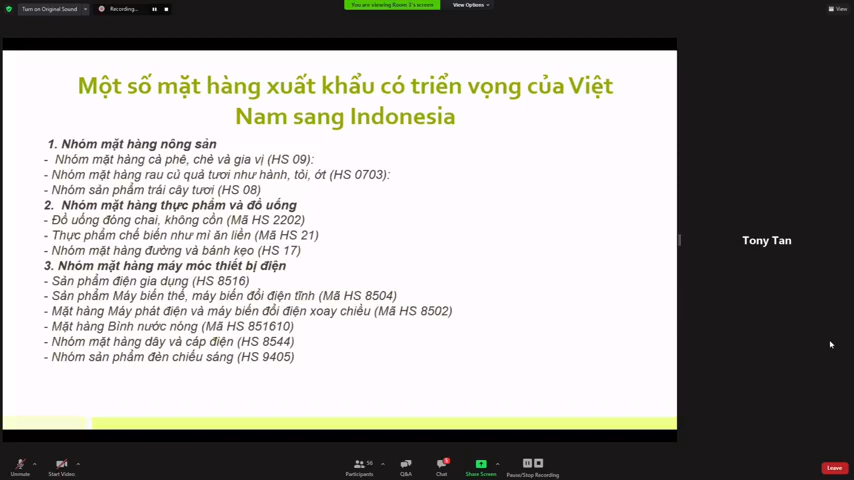 Turn on Original Sound
Recording...
You are viewing Room 1's screen
View Options
View
Một số mặt hàng xuất khẩu có triển vọng của Việt
Nam sang Indonesia
1. Nhóm mặt hàng nông sản
- Nhóm mặt hàng cà phê, chè và gia vị (HS 09):
- Nhóm mặt hàng rau củ quả tươi như hành, tỏi, ớt (HS 0703):
- Nhóm sản phẩm trái cây tươi (HS 08)
2. Nhóm mặt hàng thực phẩm và đồ uống
- Đồ uống đóng chai, không cồn (Mã HS 2202)
- Thực phẩm chế biến như mì ăn liền (Mã HS 21)
- Nhóm mặt hàng đường và bánh kẹo (HS 17)
3. Nhóm mặt hàng máy móc thiết bị điện
- Sản phẩm điện gia dụng (HS 8516)
- Sản phẩm Máy biến thế, máy biến đổi điện tĩnh (Mã HS 8504)
- Mặt hàng Máy phát điện và máy biến đổi điện xoay chiều (Mã HS 8502)
- Mặt hàng Bình nước nóng (Mã HS 851610)
- Nhóm mặt hàng dây và cáp điện (HS 8544)
- Nhóm sản phẩm đèn chiếu sáng (HS 9405)
Tony Tan
Unmute
Start Video
56
Participants
Q&A
Chat
Share Screen
Pause/Stop Recording
Leave